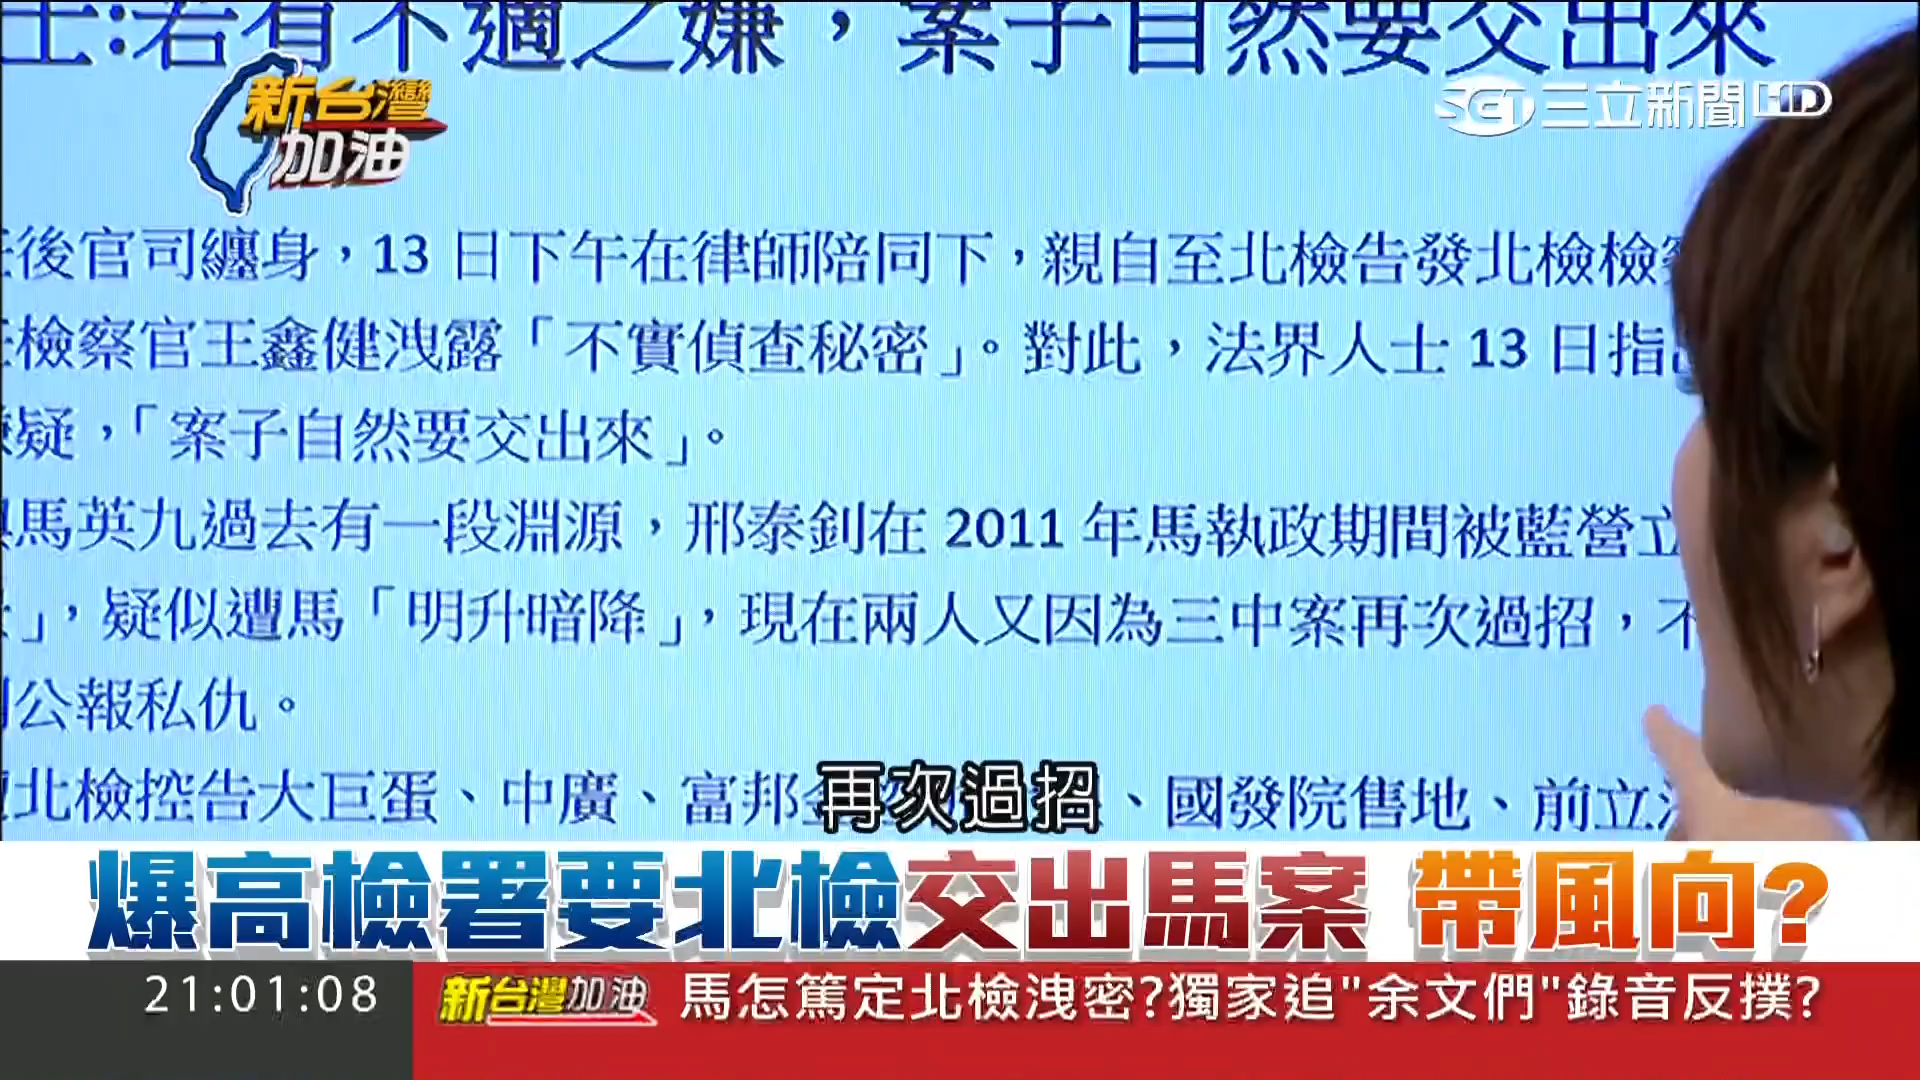 士:若有不適之嫌，案子自然要交出來
新台灣
加油
SET三立新聞HD
後官司纏身，13 日下午在律師陪同下，親自至北檢告發北檢檢
檢察官王鑫健洩露「不實偵查秘密」。對此，法界人士 13 日指
疑，「案子自然要交出來」。
馬英九過去有一段淵源，邢泰釗在 2011 年馬執政期間被藍營立
」，疑似遭馬「明升暗降」，現在兩人又因為三中案再次過招，不
公報私仇。
北檢控告大巨蛋、中廣、富邦、國發院售地、前立
再次過招
爆高檢署要北檢交出馬案 帶風向?
21:01:08
新台灣加油
馬怎篤定北檢洩密?獨家追"余文們"錄音反撲?